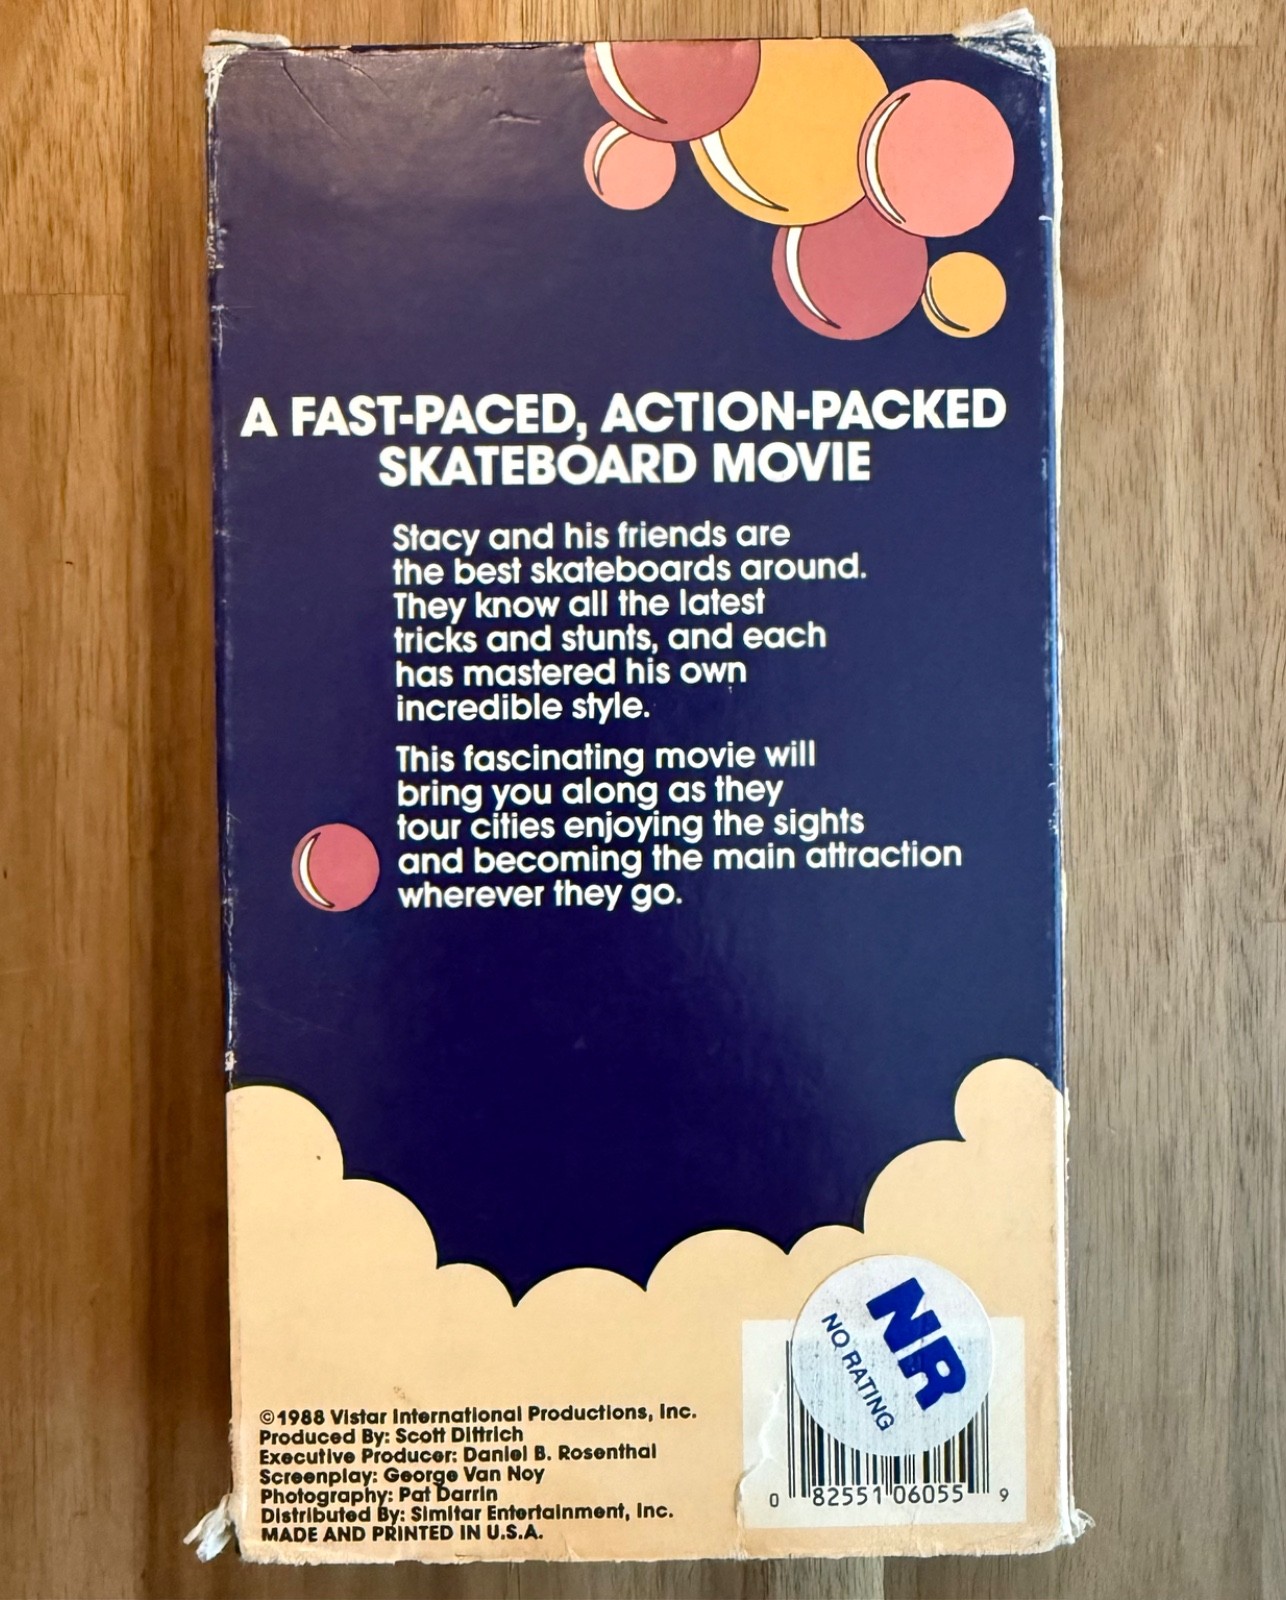 A FAST-PACED, ACTION-PACKED
SKATEBOARD MOVIE
Stacy and his friends are
the best skateboards around.
They know all the latest
tricks and stunts, and each
has mastered his own
incredible style.
This fascinating movie will
bring you along as they
tour cities enjoying the sights
and becoming the main attraction
wherever they go.
NR
NO RATING
©1988 Vistar International Productions, Inc.
Produced By: Scott Dittrich
Executive Producer: Daniel B. Rosenthal
Screenplay: George Van Noy
Photography: Pat Darrin
Distributed By: Simitar Entertainment, Inc.
MADE AND PRINTED IN U.S.A.
0 82551 06055 9